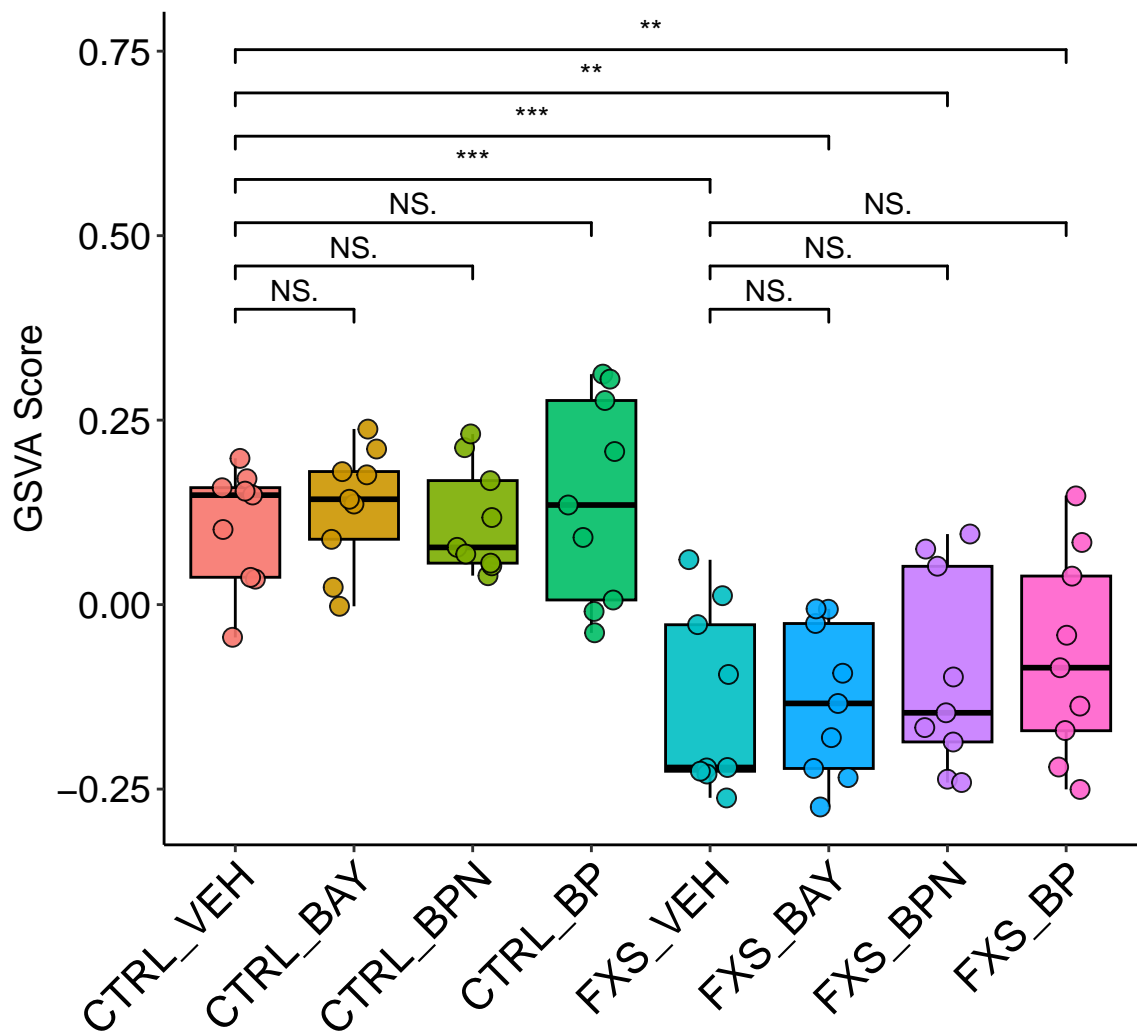 **
0.75
**
***
***
NS.
NS.
0.50
NS.
NS.
NS.
NS.
GSVA Score
0.25
0.00
−0.25
CTRL_VEH
CTRL_BAY
CTRL_BPN
CTRL_BP
FXS_VEH
FXS_BAY
FXS_BPN
FXS_BP